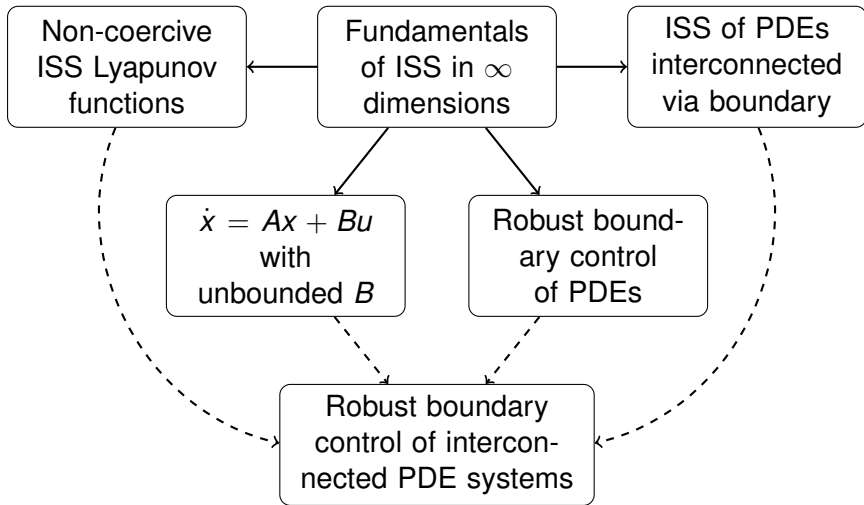 Non-coercive
ISS Lyapunov
functions
Fundamentals
of ISS in ∞
dimensions
ISS of PDEs
interconnected
via boundary
ẋ = Ax + Bu
with
unbounded B
Robust bound-
ary control
of PDEs
Robust boundary
control of intercon-
nected PDE systems